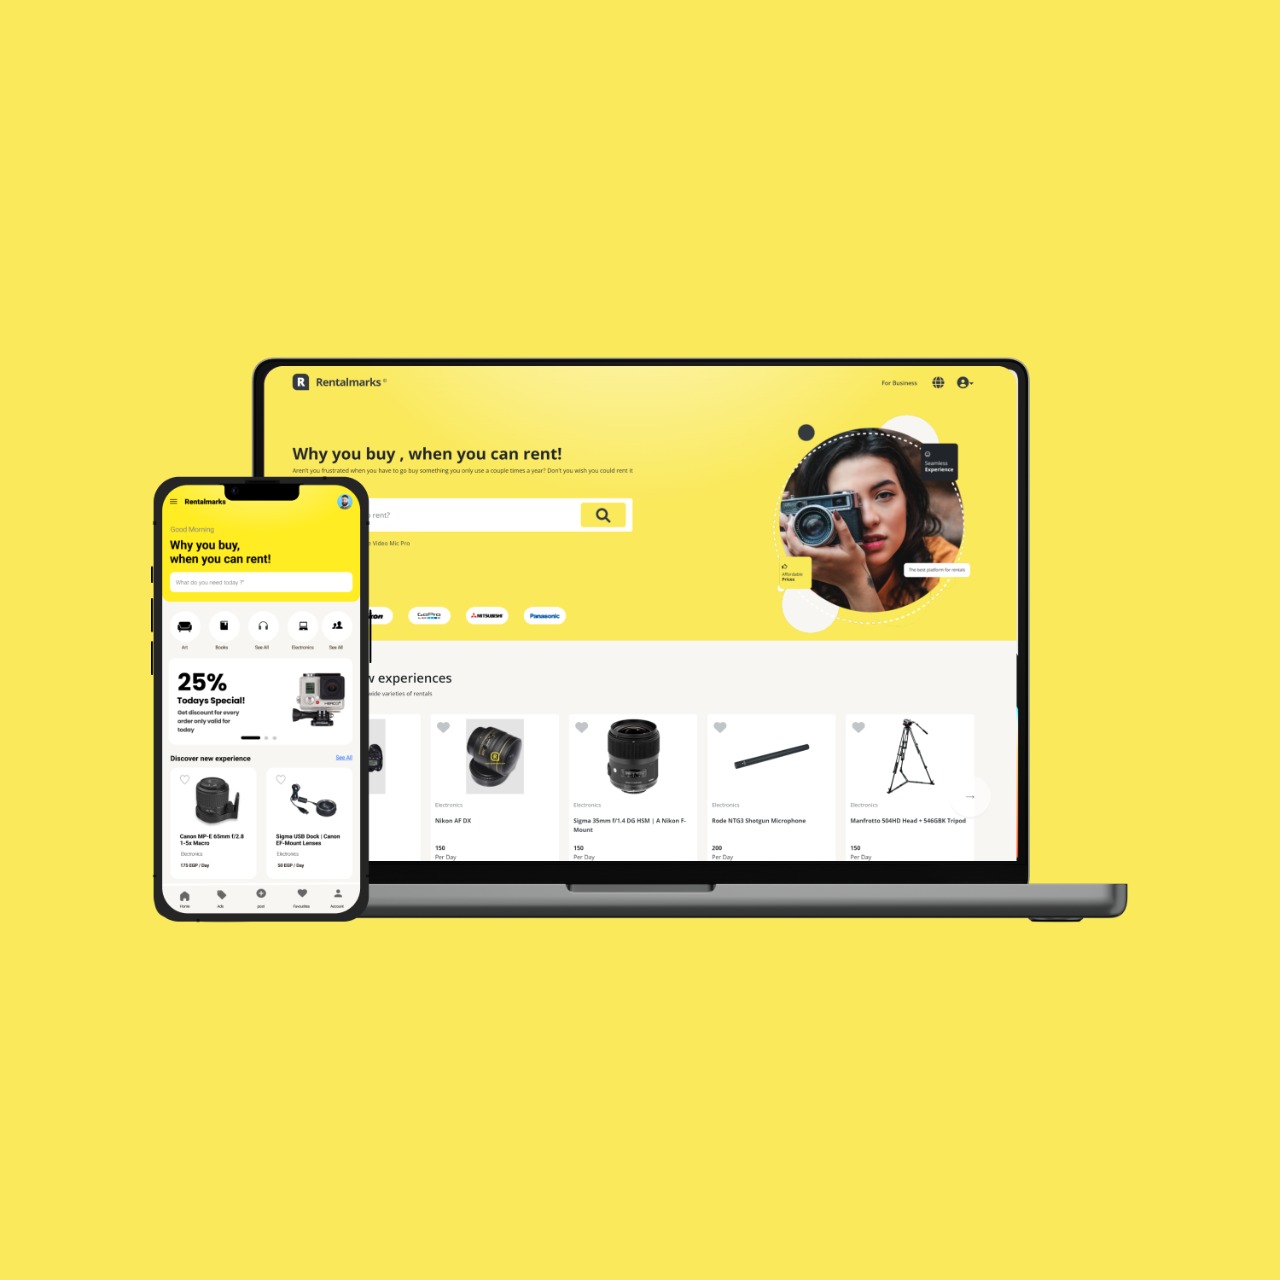 Rentalmarks®
For Business
Why you buy , when you can rent!
Aren't you frustrated when you have to go buy something you only use a couple times a year? Don't you wish you could rent it
rent?
Video Mic Pro
Seamless
Experience
Affordable
Prices
The best platform for rentals
GoPro
MITSUBISHI
Panasonic
experiences
wide varieties of rentals
Electronics
Nikon AF DX
150
Per Day
Electronics
Sigma 35mm f/1.4 DG HSM | A Nikon F-
Mount
150
Per Day
Electronics
Rode NTG3 Shotgun Microphone
200
Per Day
Electronics
Manfrotto 504HD Head + 546GBK Tripod
150
Per Day
Rentalmarks
Good Morning
Why you buy,
when you can rent!
What do you need today ?"
Art
Books
See All
Electronics
See All
25%
Todays Special!
Get discount for every
order only valid for
today
Discover new experience
See All
Canon MP-E 65mm f/2.8
1-5x Macro
Electronics
175 EGP / Day
Sigma USB Dock | Canon
EF-Mount Lenses
Electronics
50 EGP / Day
Home
Ads
post
Favourites
Account